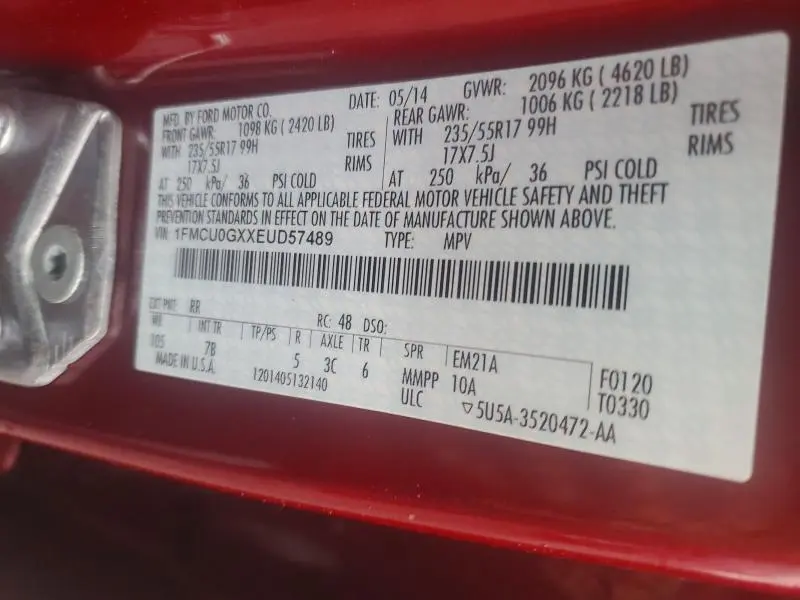 MFD. BY FORD MOTOR CO.
DATE: 05/14 GVWR: 2096 KG ( 4620 LB)
FRONT GAWR: 1098 KG ( 2420 LB) REAR GAWR: 1006 KG ( 2218 LB)
WITH 235/55R17 99H TIRES WITH 235/55R17 99H TIRES
17X7.5J RIMS 17X7.5J RIMS
AT 250 kPa/ 36 PSI COLD AT 250 kPa/ 36 PSI COLD
THIS VEHICLE CONFORMS TO ALL APPLICABLE FEDERAL MOTOR VEHICLE SAFETY AND THEFT
PREVENTION STANDARDS IN EFFECT ON THE DATE OF MANUFACTURE SHOWN ABOVE.
VIN: 1FMCU0GXXEUD57489 TYPE: MPV
EXT PNT: RR RC: 48 DSO:
WB INT TR TP/PS R AXLE TR SPR EM21A F0120
105 7B 5 3C 6 MMPP 10A T0330
MADE IN U.S.A. 1201405132140 ULC ▽5U5A-3520472-AA